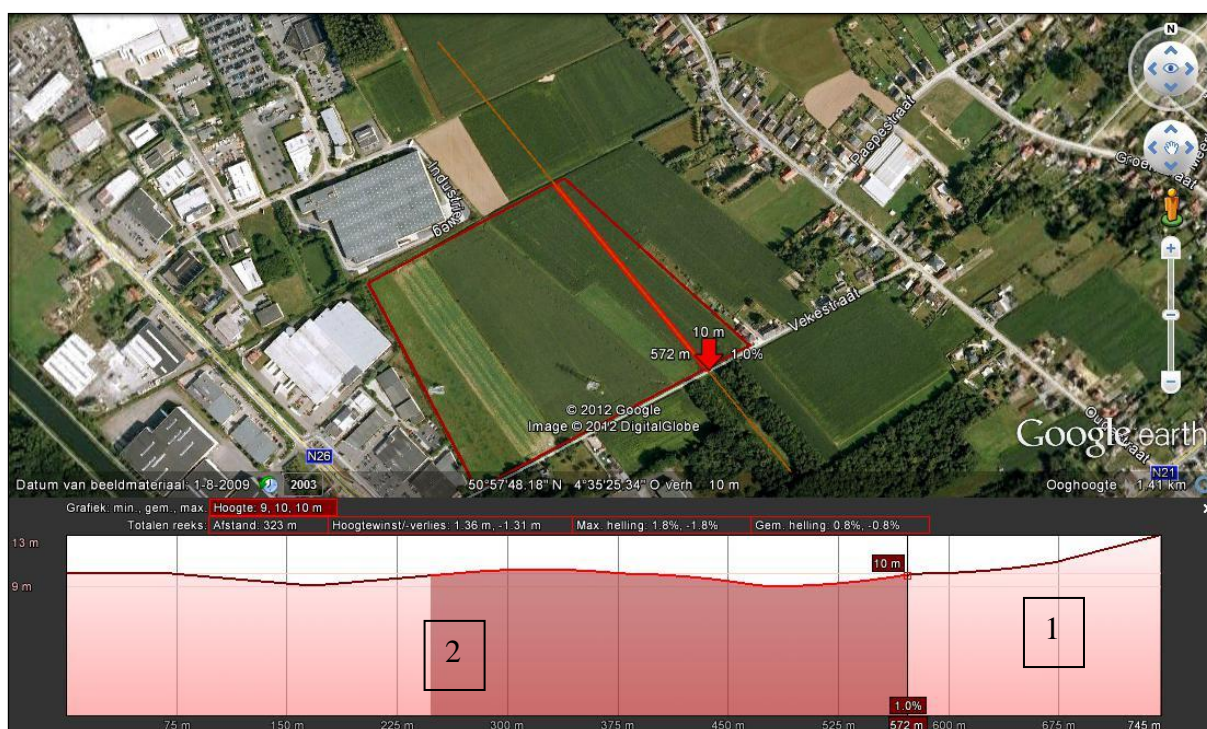 N
Paepestraat
Industrieweg
Vekestraat
10 m
572 m 1.0%
© 2012 Google
Image © 2012 DigitalGlobe
Google earth
N26
N21
Datum van beeldmateriaal: 1-8-2009 2003 50°57'48.18" N 4°35'25.34" O verh 10 m Ooghoogte 1.41 km
Grafiek: min., gem., max. Hoogte: 9, 10, 10 m
Totalen reeks: Afstand: 323 m Hoogtewinst/-verlies: 1.36 m, -1.31 m Max. helling: 1.8%, -1.8% Gem. helling: 0.8%, -0.8%
13 m
10 m
9 m
1
2
1.0%
75 m 150 m 225 m 300 m 375 m 450 m 525 m 572 m 600 m 675 m 745 m